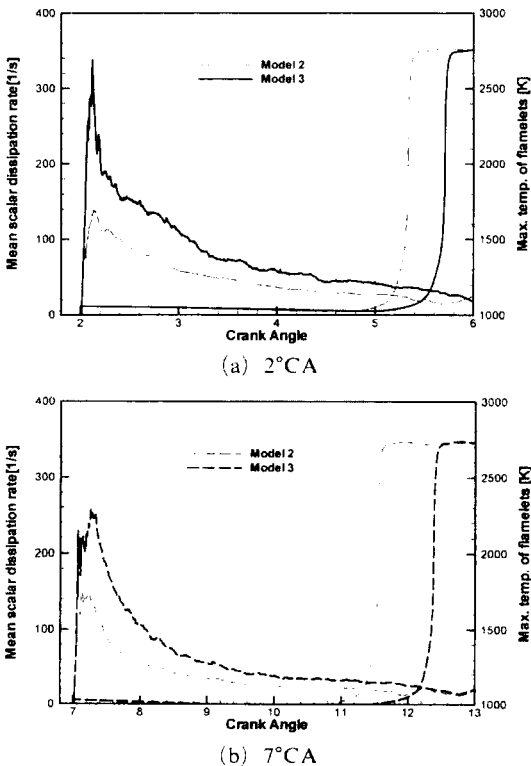 400
3000
Model 2
Model 3
300
2500
200
2000
100
1500
0
1000
2
3
4
5
6
Mean scalar dissipation rate[1/s]
Max. temp. of flamelets [K]
Crank Angle
(a) 2°CA
400
3000
Model 2
Model 3
300
2500
200
2000
100
1500
0
1000
7
8
9
10
11
12
13
Mean scalar dissipation rate[1/s]
Max. temp. of flamelets [K]
Crank Angle
(b) 7°CA